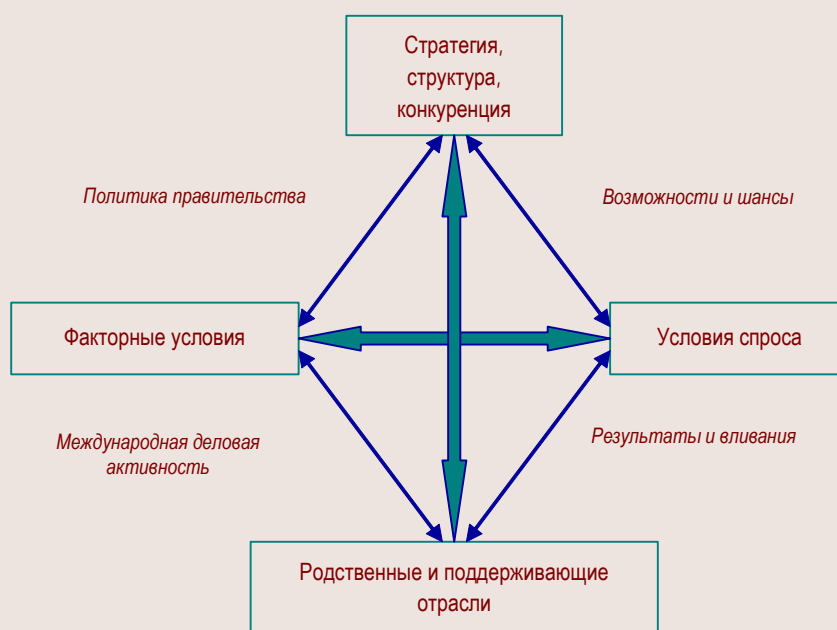 Стратегия,
структура,
конкуренция
Политика правительства
Возможности и шансы
Факторные условия
Условия спроса
Международная деловая
активность
Результаты и вливания
Родственные и поддерживающие
отрасли